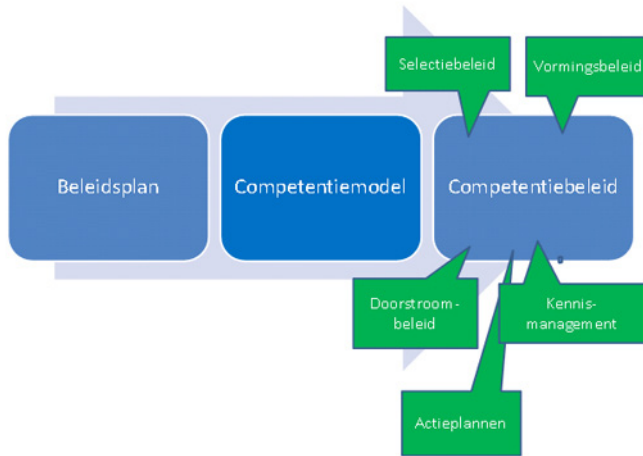 Selectiebeleid
Vormingsbeleid
Beleidsplan
Competentiemodel
Competentiebeleid
Doorstroom-
beleid
Kennis-
management
Actieplannen